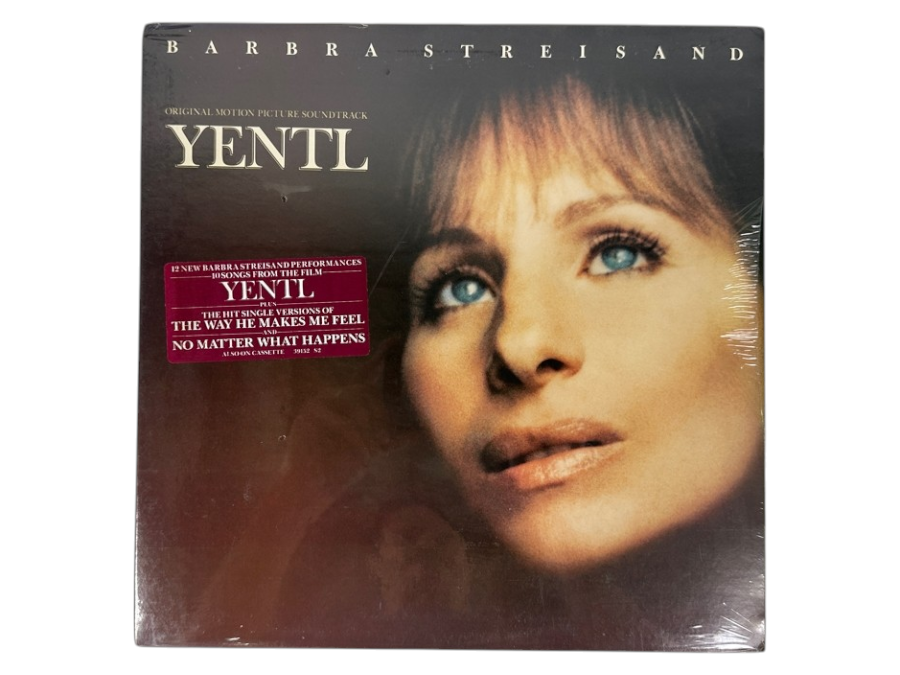 BARBRA STREISAND
ORIGINAL MOTION PICTURE SOUNDTRACK
YENTL
12 NEW BARBRA STREISAND PERFORMANCES
10 SONGS FROM THE FILM
YENTL
PLUS
THE HIT SINGLE VERSIONS OF
THE WAY HE MAKES ME FEEL
AND
NO MATTER WHAT HAPPENS
ALSO ON CASSETTE 39152 S2